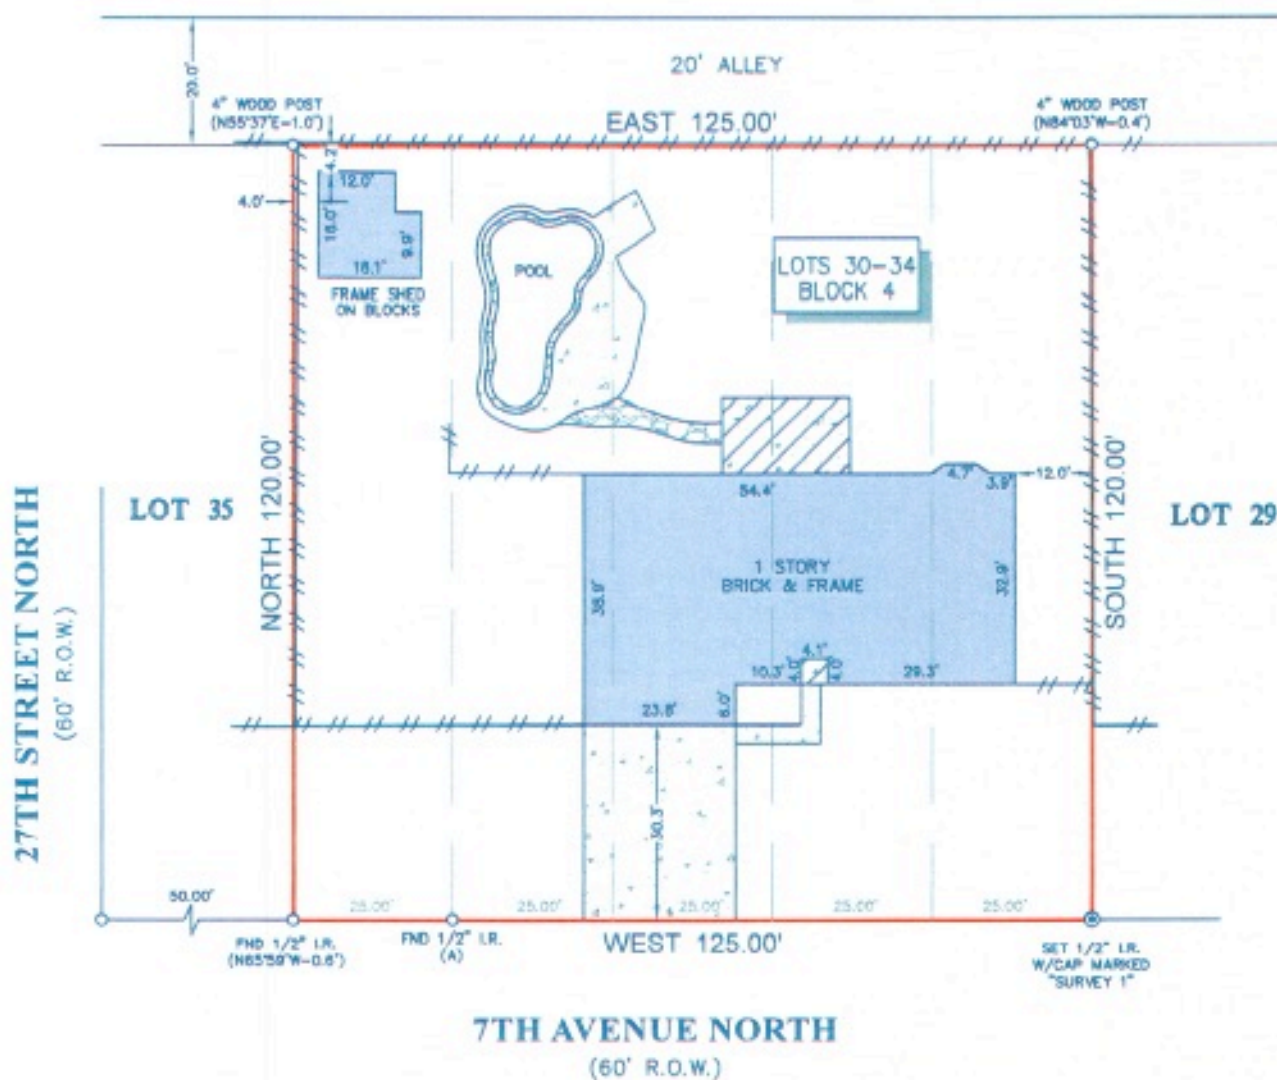 20' ALLEY
20.0'
4" WOOD POST
(N55°37'E-1.0')
EAST 125.00'
4" WOOD POST
(N84°03'W-0.4')
4.2'
12.0'
4.0'
16.0'
9.9'
18.1'
FRAME SHED
ON BLOCKS
POOL
LOTS 30-34
BLOCK 4
27TH STREET NORTH
(60' R.O.W.)
LOT 35
NORTH 120.00'
54.4'
4.7'
3.9'
12.0'
SOUTH 120.00'
LOT 29
1 STORY
BRICK & FRAME
38.9'
32.9'
4.1'
10.3'
4.0'
4.0'
29.3'
23.8'
6.0'
30.3'
50.00'
25.00'
25.00'
25.00'
25.00'
25.00'
FND 1/2" I.R.
(N65°59'W-0.6')
FND 1/2" I.R.
(A)
WEST 125.00'
SET 1/2" I.R.
W/CAP MARKED
"SURVEY 1"
7TH AVENUE NORTH
(60' R.O.W.)